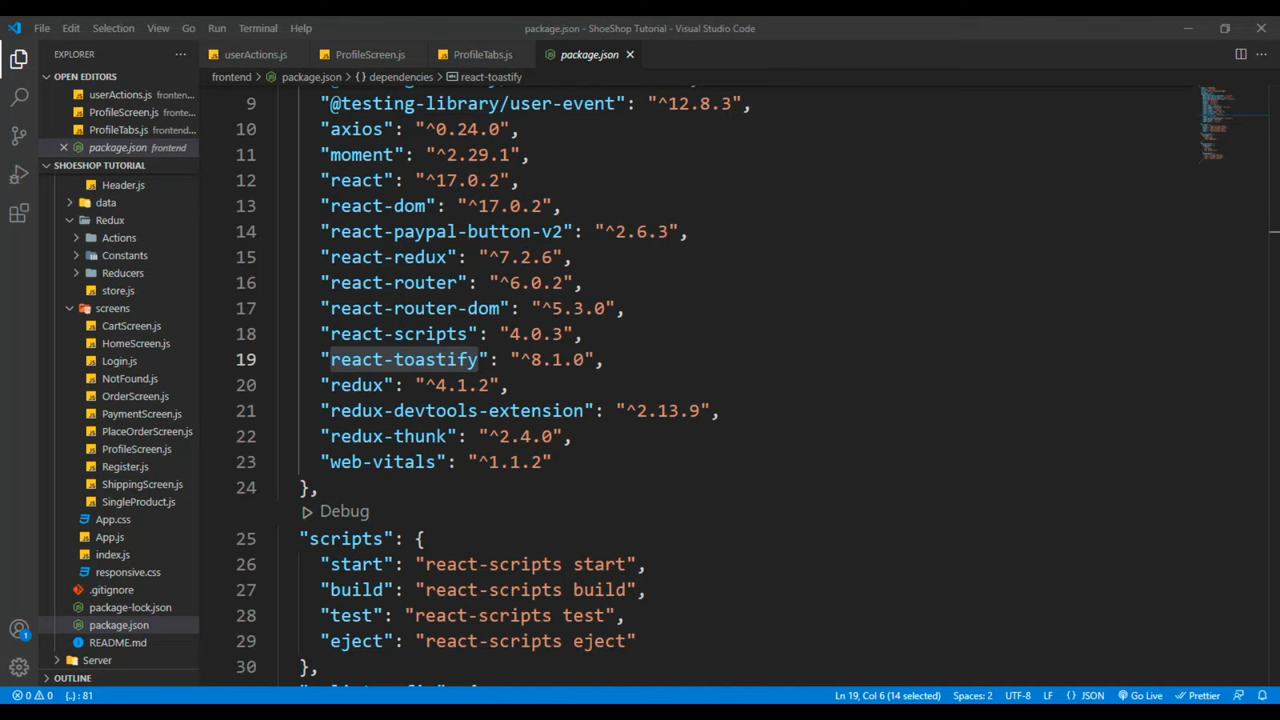 File Edit Selection View Go Run Terminal Help
package.json - ShoeShop Tutorial - Visual Studio Code
EXPLORER
userActions.js
ProfileScreen.js
ProfileTabs.js
package.json
frontend > package.json > {} dependencies > react-toastify
OPEN EDITORS
userActions.js frontend...
ProfileScreen.js fronten...
ProfileTabs.js frontend...
package.json frontend
SHOESHOP TUTORIAL
Header.js
data
Redux
Actions
Constants
Reducers
store.js
screens
CartScreen.js
HomeScreen.js
Login.js
NotFound.js
OrderScreen.js
PaymentScreen.js
PlaceOrderScreen.js
ProfileScreen.js
Register.js
ShippingScreen.js
SingleProduct.js
App.css
App.js
index.js
responsive.css
.gitignore
package-lock.json
package.json
README.md
Server
OUTLINE
9 "@testing-library/user-event": "^12.8.3",
10 "axios": "^0.24.0",
11 "moment": "^2.29.1",
12 "react": "^17.0.2",
13 "react-dom": "^17.0.2",
14 "react-paypal-button-v2": "^2.6.3",
15 "react-redux": "^7.2.6",
16 "react-router": "^6.0.2",
17 "react-router-dom": "^5.3.0",
18 "react-scripts": "4.0.3",
19 "react-toastify": "^8.1.0",
20 "redux": "^4.1.2",
21 "redux-devtools-extension": "^2.13.9",
22 "redux-thunk": "^2.4.0",
23 "web-vitals": "^1.1.2"
24 },
Debug
25 "scripts": {
26 "start": "react-scripts start",
27 "build": "react-scripts build",
28 "test": "react-scripts test",
29 "eject": "react-scripts eject"
30 },
1
0 0 {..} : 81
Ln 19, Col 6 (14 selected) Spaces: 2 UTF-8 LF {} JSON Go Live Prettier